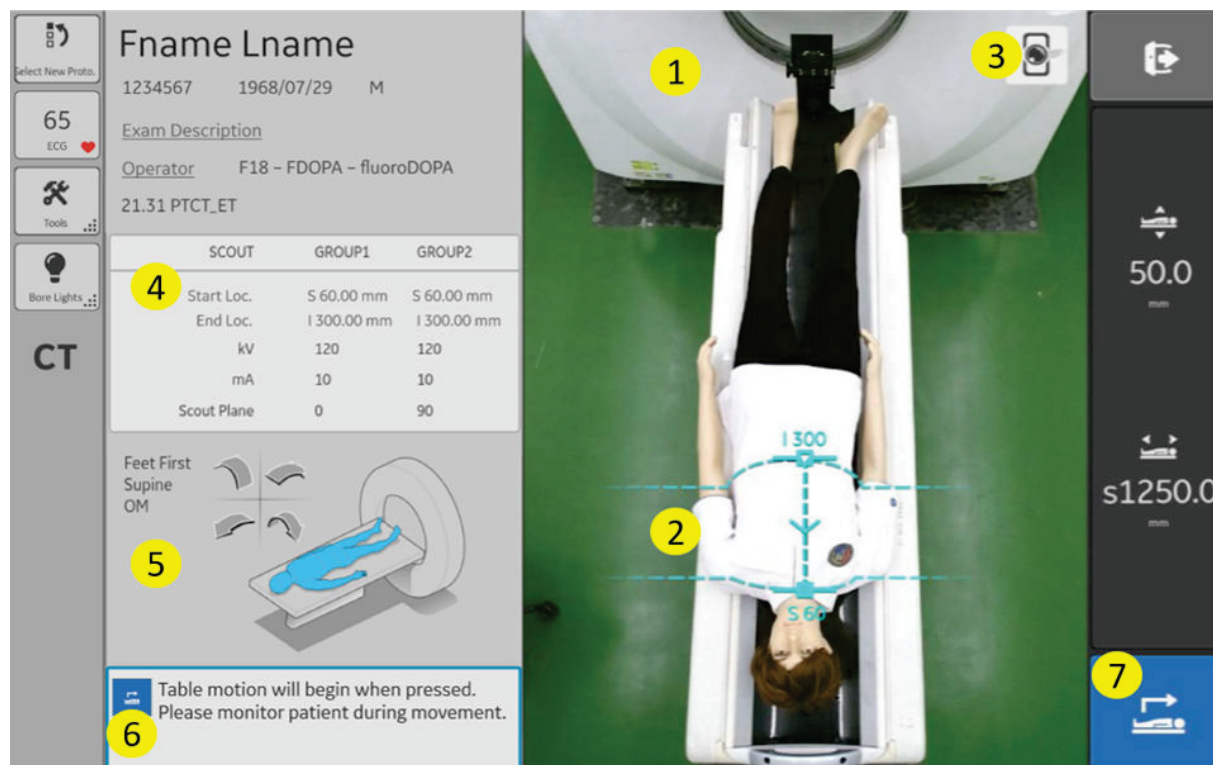 Select New Proto.
65
ECG
Tools
Bore Lights
CT
Fname Lname
1234567 1968/07/29 M
Exam Description
Operator F18 – FDOPA – fluoroDOPA
21.31 PTCT_ET
SCOUT GROUP1 GROUP2
4
Start Loc. S 60.00 mm S 60.00 mm
End Loc. I 300.00 mm I 300.00 mm
kV 120 120
mA 10 10
Scout Plane 0 90
Feet First
Supine
OM
5
Table motion will begin when pressed.
Please monitor patient during movement.
6
1
3
I 300
2
S 60
50.0
mm
s1250.0
mm
7